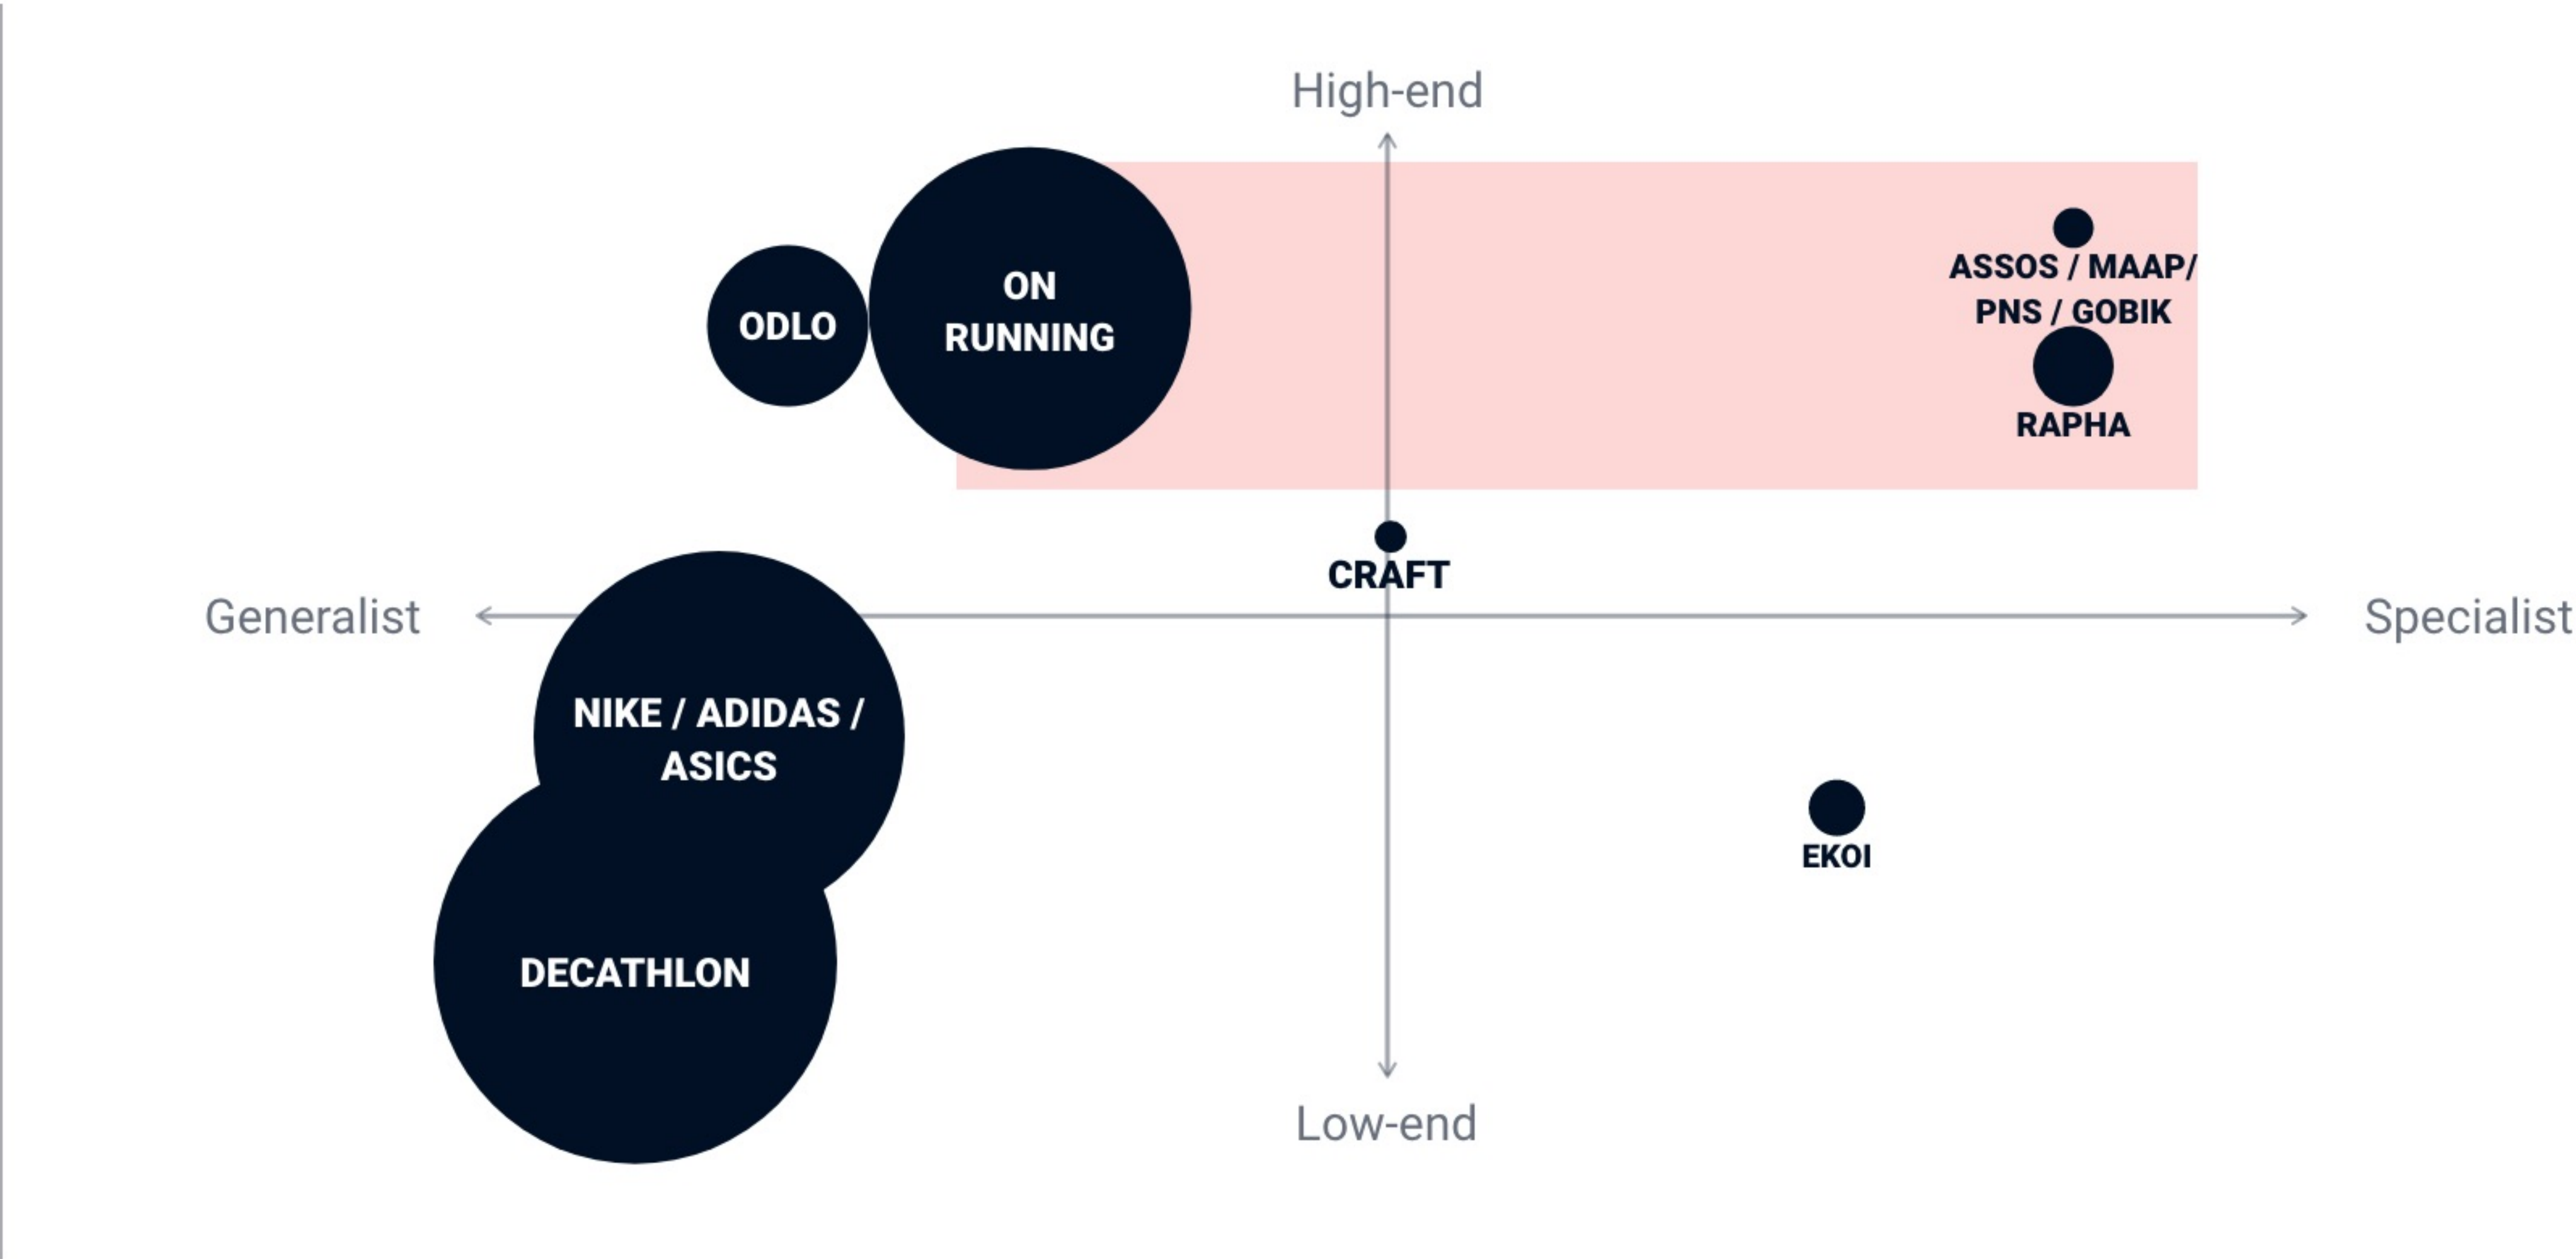 High-end
ASSOS / MAAP/
PNS / GOBIK
ON
RUNNING
ODLO
RAPHA
CRAFT
Generalist
Specialist
NIKE / ADIDAS /
ASICS
EKOI
DECATHLON
Low-end